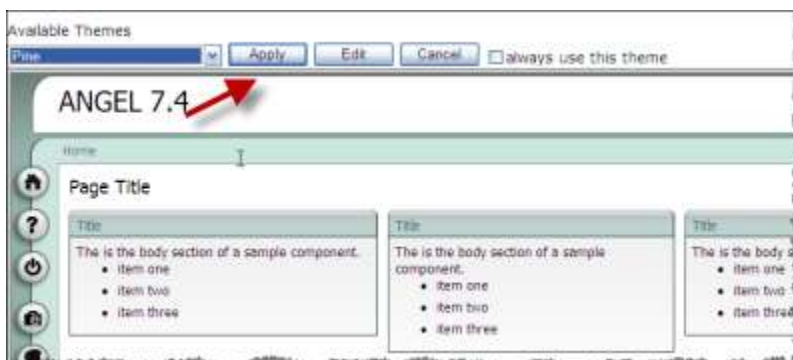 Available Themes
Pine Apply Edit Cancel always use this theme
ANGEL 7.4
Home
Page Title
Title Title Title
The is the body section of a sample component. The is the body section of a sample The is the body
component.
• item one • item one • item one
• item two • item two • item two
• item three • item three • item three